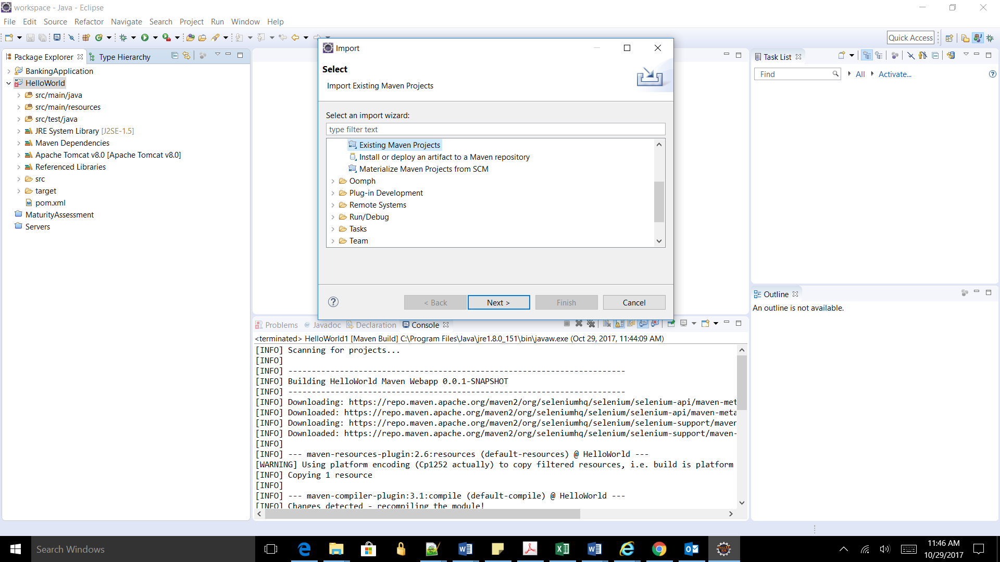 workspace - Java - Eclipse
File Edit Source Refactor Navigate Search Project Run Window Help
Quick Access
Package Explorer Type Hierarchy
BankingApplication
HelloWorld
src/main/java
src/main/resources
src/test/java
JRE System Library [J2SE-1.5]
Maven Dependencies
Apache Tomcat v8.0 [Apache Tomcat v8.0]
Referenced Libraries
src
target
pom.xml
MaturityAssessment
Servers
Import
Select
Import Existing Maven Projects
Select an import wizard:
type filter text
Existing Maven Projects
Install or deploy an artifact to a Maven repository
Materialize Maven Projects from SCM
Oomph
Plug-in Development
Remote Systems
Run/Debug
Tasks
Team
< Back Next > Finish Cancel
Task List
Find All Activate...
Outline
An outline is not available.
Problems @ Javadoc Declaration Console
<terminated> HelloWorld1 [Maven Build] C:\Program Files\Java\jre1.8.0_151\bin\javaw.exe (Oct 29, 2017, 11:44:09 AM)
[INFO] Scanning for projects...
[INFO]
[INFO] ------------------------------------------------------------------------
[INFO] Building HelloWorld Maven Webapp 0.0.1-SNAPSHOT
[INFO] ------------------------------------------------------------------------
[INFO] Downloading: https://repo.maven.apache.org/maven2/org/seleniumhq/selenium/selenium-api/maven-met
[INFO] Downloaded: https://repo.maven.apache.org/maven2/org/seleniumhq/selenium/selenium-api/maven-meta
[INFO] Downloading: https://repo.maven.apache.org/maven2/org/seleniumhq/selenium/selenium-support/maven
[INFO] Downloaded: https://repo.maven.apache.org/maven2/org/seleniumhq/selenium/selenium-support/maven-
[INFO]
[INFO] --- maven-resources-plugin:2.6:resources (default-resources) @ HelloWorld ---
[WARNING] Using platform encoding (Cp1252 actually) to copy filtered resources, i.e. build is platform
[INFO] Copying 1 resource
[INFO]
[INFO] --- maven-compiler-plugin:3.1:compile (default-compile) @ HelloWorld ---
[INFO] Changes detected - recompiling the module!
Search Windows
11:46 AM
10/29/2017